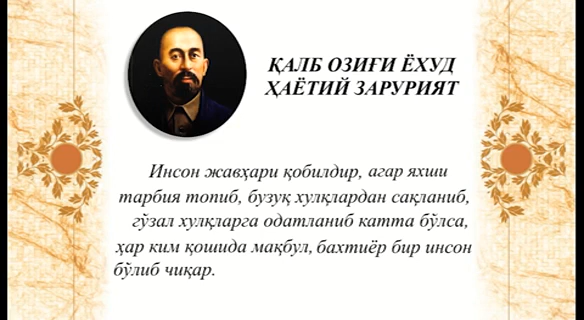 ҚАЛБ ОЗИҒИ ЁХУД
ҲАЁТИЙ ЗАРУРИЯТ
Инсон жавҳари қобилдир, агар яхши
тарбия топиб, бузуқ хулқлардан сақланиб,
гўзал хулқларга одатланиб катта бўлса,
ҳар ким қошида мақбул, бахтиёр бир инсон
бўлиб чиқар.